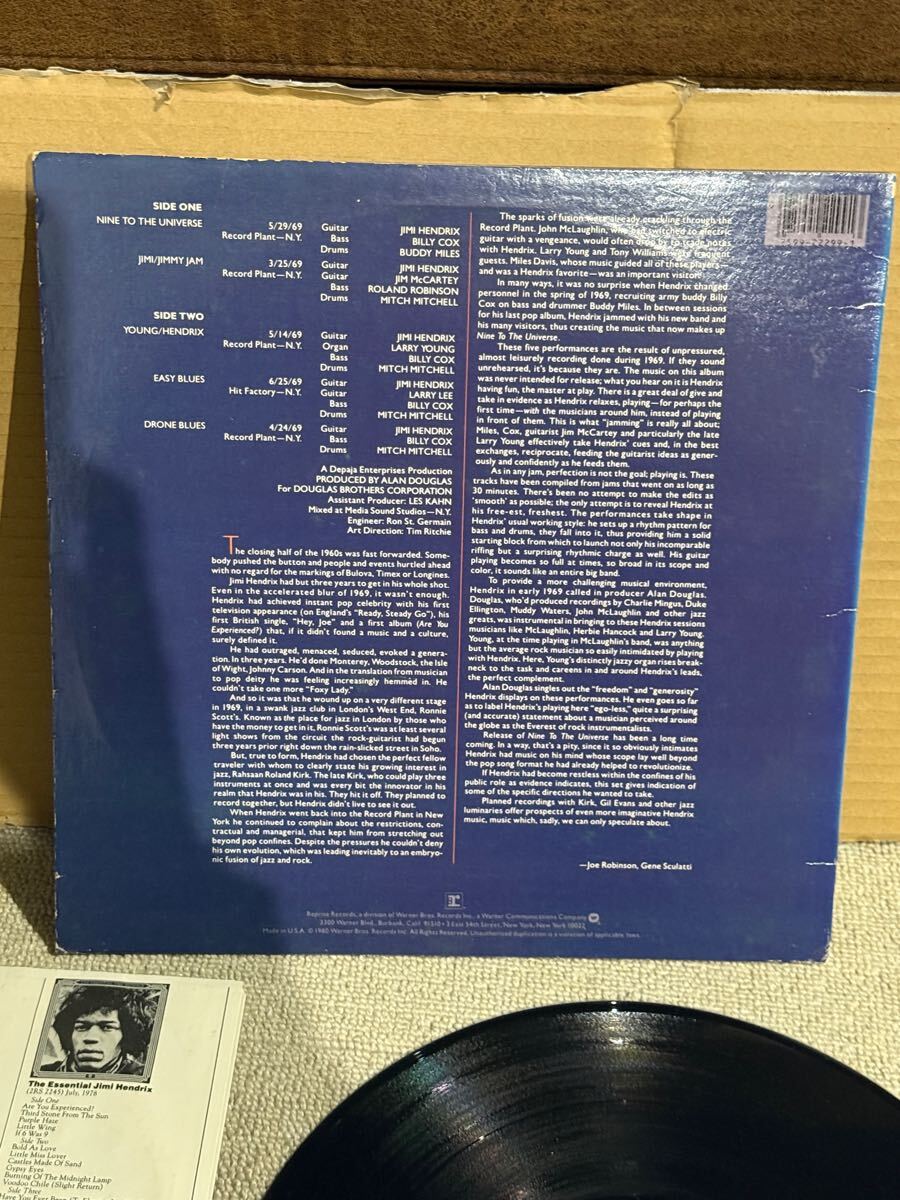 SIDE ONE
NINE TO THE UNIVERSE
5/29/69 Guitar JIMI HENDRIX
Record Plant—N.Y. Bass BILLY COX
Drums BUDDY MILES
JIMI/JIMMY JAM
3/25/69 Guitar JIMI HENDRIX
Record Plant—N.Y. Guitar JIM McCARTEY
Bass ROLAND ROBINSON
Drums MITCH MITCHELL
SIDE TWO
YOUNG/HENDRIX
5/14/69 Guitar JIMI HENDRIX
Record Plant—N.Y. Organ LARRY YOUNG
Bass BILLY COX
Drums MITCH MITCHELL
EASY BLUES
6/25/69 Guitar JIMI HENDRIX
Hit Factory—N.Y. Guitar LARRY LEE
Bass BILLY COX
Drums MITCH MITCHELL
DRONE BLUES
4/24/69 Guitar JIMI HENDRIX
Record Plant—N.Y. Bass BILLY COX
Drums MITCH MITCHELL
A Depaja Enterprises Production
PRODUCED BY ALAN DOUGLAS
For DOUGLAS BROTHERS CORPORATION
Assistant Producer: LES KAHN
Mixed at Media Sound Studios—N.Y.
Engineer: Ron St. Germain
Art Direction: Tim Ritchie
The closing half of the 1960s was fast forwarded. Some-
body pushed the button and people and events hurtled ahead
with no regard for the markings of Bulova, Timex or Longines.
Jimi Hendrix had but three years to get in his whole shot.
Even in the accelerated blur of 1969, it wasn't enough.
Hendrix had achieved instant pop celebrity with his first
television appearance (on England's "Ready, Steady Go"), his
first British single, "Hey, Joe" and a first album (Are You
Experienced?) that, if it didn't found a music and a culture,
surely defined it.
He had outraged, menaced, seduced, evoked a genera-
tion. In three years. He'd done Monterey, Woodstock, the Isle
of Wight, Johnny Carson. And in the translation from musician
to pop deity he was feeling increasingly hemmed in. He
couldn't take one more "Foxy Lady."
And so it was that he wound up on a very different stage
in 1969, in a swank jazz club in London's West End, Ronnie
Scott's. Known as the place for jazz in London by those who
have the money to get in it, Ronnie Scott's was at least several
light shows from the circuit the rock-guitarist had begun
three years prior right down the rain-slicked street in Soho.
But, true to form, Hendrix had chosen the perfect fellow
traveler with whom to clearly state his growing interest in
jazz, Rahsaan Roland Kirk. The late Kirk, who could play three
instruments at once and was every bit the innovator in his
realm that Hendrix was in his. They hit it off. They planned to
record together, but Hendrix didn't live to see it out.
When Hendrix went back into the Record Plant in New
York he continued to complain about the restrictions, con-
tractual and managerial, that kept him from stretching out
beyond pop confines. Despite the pressures he couldn't deny
his own evolution, which was leading inevitably to an embryo-
nic fusion of jazz and rock.
The sparks of fusion were already crackling through the
Record Plant. John McLaughlin, who had switched to electric
guitar with a vengeance, would often drop by to trade notes
with Hendrix. Larry Young and Tony Williams were frequent
guests. Miles Davis, whose music guided all of these players—
and was a Hendrix favorite—was an important visitor.
In many ways, it was no surprise when Hendrix changed
personnel in the spring of 1969, recruiting army buddy Billy
Cox on bass and drummer Buddy Miles. In between sessions
for his last pop album, Hendrix jammed with his new band and
his many visitors, thus creating the music that now makes up
Nine To The Universe.
These five performances are the result of unpressured,
almost leisurely recording done during 1969. If they sound
unrehearsed, it's because they are. The music on this album
was never intended for release; what you hear on it is Hendrix
having fun, the master at play. There is a great deal of give and
take in evidence as Hendrix relaxes, playing—for perhaps the
first time—with the musicians around him, instead of playing
in front of them. This is what "jamming" is really all about;
Miles, Cox, guitarist Jim McCartey and particularly the late
Larry Young effectively take Hendrix' cues and, in the best
exchanges, reciprocate, feeding the guitarist ideas as gener-
ously and confidently as he feeds them.
As in any jam, perfection is not the goal; playing is. These
tracks have been compiled from jams that went on as long as
30 minutes. There's been no attempt to make the edits as
'smooth' as possible; the only attempt is to reveal Hendrix at
his free-est, freshest. The performances take shape in
Hendrix' usual working style: he sets up a rhythm pattern for
bass and drums, they fall into it, thus providing him a solid
starting block from which to launch not only his incomparable
riffing but a surprising rhythmic charge as well. His guitar
playing becomes so full at times, so broad in its scope and
color, it sounds like an entire big band.
To provide a more challenging musical environment,
Hendrix in early 1969 called in producer Alan Douglas.
Douglas, who'd produced recordings by Charlie Mingus, Duke
Ellington, Muddy Waters, John McLaughlin and other jazz
greats, was instrumental in bringing to these Hendrix sessions
musicians like McLaughlin, Herbie Hancock and Larry Young.
Young, at the time playing in McLaughlin's band, was anything
but the average rock musician so easily intimidated by playing
with Hendrix. Here, Young's distinctly jazzy organ rises break-
neck to the task and careens in and around Hendrix's leads,
the perfect complement.
Alan Douglas singles out the "freedom" and "generosity"
Hendrix displays on these performances. He even goes so far
as to label Hendrix's playing here "ego-less," quite a surprising
(and accurate) statement about a musician perceived around
the globe as the Everest of rock instrumentalists.
Release of Nine To The Universe has been a long time
coming. In a way, that's a pity, since it so obviously intimates
Hendrix had music on his mind whose scope lay well beyond
the pop song format he had already helped to revolutionize.
If Hendrix had become restless within the confines of his
public role as evidence indicates, this set gives indication of
some of the specific directions he wanted to take.
Planned recordings with Kirk, Gil Evans and other jazz
luminaries offer prospects of even more imaginative Hendrix
music, music which, sadly, we can only speculate about.
—Joe Robinson, Gene Sculatti
Reprise Records, a division of Warner Bros. Records Inc., a Warner Communications Company
3300 Warner Blvd., Burbank, Calif. 91510 • 3 East 54th Street, New York, New York 10022
Made in U.S.A. © 1980 Warner Bros. Records Inc. All Rights Reserved. Unauthorized duplication is a violation of applicable laws.
The Essential Jimi Hendrix
(2RS 2245) July, 1978
Side One
Are You Experienced?
Third Stone From The Sun
Purple Haze
Little Wing
If 6 Was 9
Side Two
Bold As Love
Little Miss Lover
Castles Made Of Sand
Gypsy Eyes
Burning Of The Midnight Lamp
Voodoo Chile (Slight Return)
Side Three
Have You Ever Been